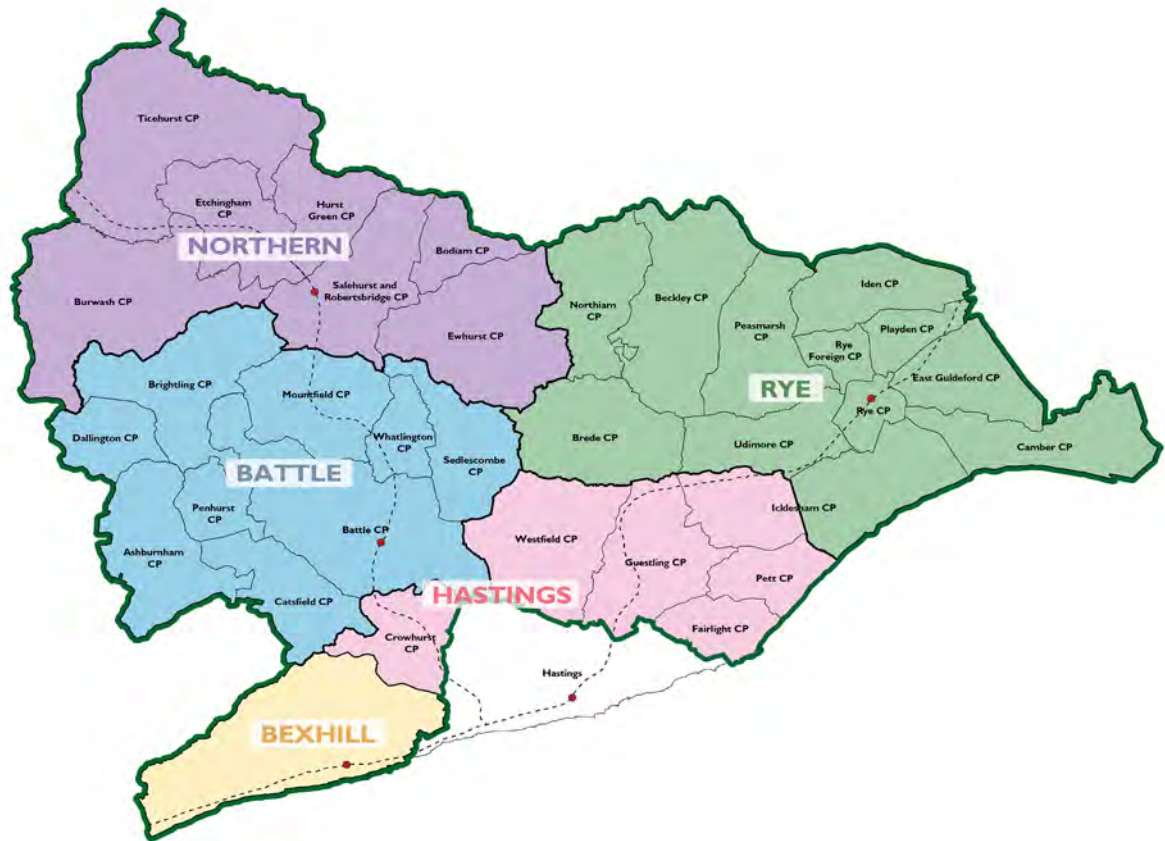 Ticehurst CP
Etchingham
CP
Hurst
Green CP
NORTHERN
Bodiam CP
Burwash CP
Salehurst and
Robertsbridge CP
Ewhurst CP
Northiam
CP
Beckley CP
Peasmarsh
CP
Iden CP
Playden CP
Rye
Foreign CP
East Guldeford CP
RYE
Rye CP
Brede CP
Udimore CP
Camber CP
Icklesham CP
Brightling CP
Mountfield CP
Dallington CP
Whatlington
CP
Sedlescombe
CP
BATTLE
Penhurst
CP
Battle CP
Ashburnham
CP
Catsfield CP
Westfield CP
Guestling CP
Pett CP
HASTINGS
Fairlight CP
Crowhurst
CP
Hastings
BEXHILL